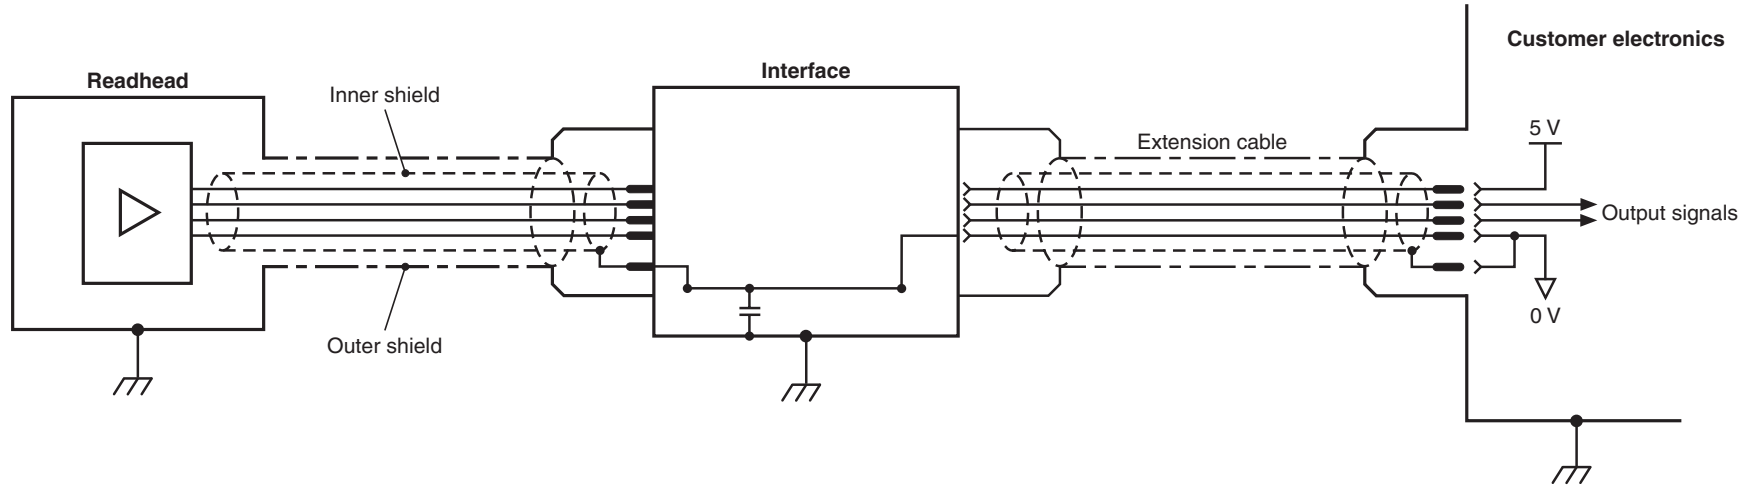 Customer electronics
Interface
Readhead
Inner shield
5 V
Extension cable
Output signals
0 V
Outer shield